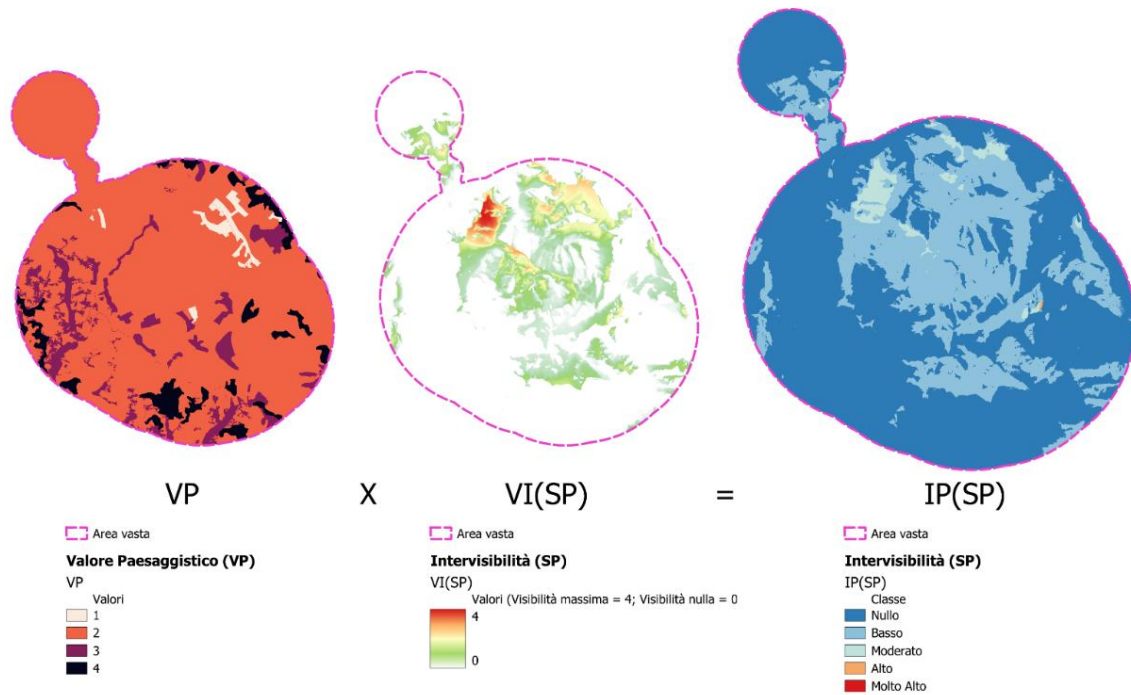 VP X VI(SP) = IP(SP)
Area vasta
Valore Paesaggistico (VP)
VP
Valori
1
2
3
4
Area vasta
Intervisibilità (SP)
VI(SP)
Valori (Visibilità massima = 4; Visibilità nulla = 0
4
0
Area vasta
Intervisibilità (SP)
IP(SP)
Classe
Nullo
Basso
Moderato
Alto
Molto Alto